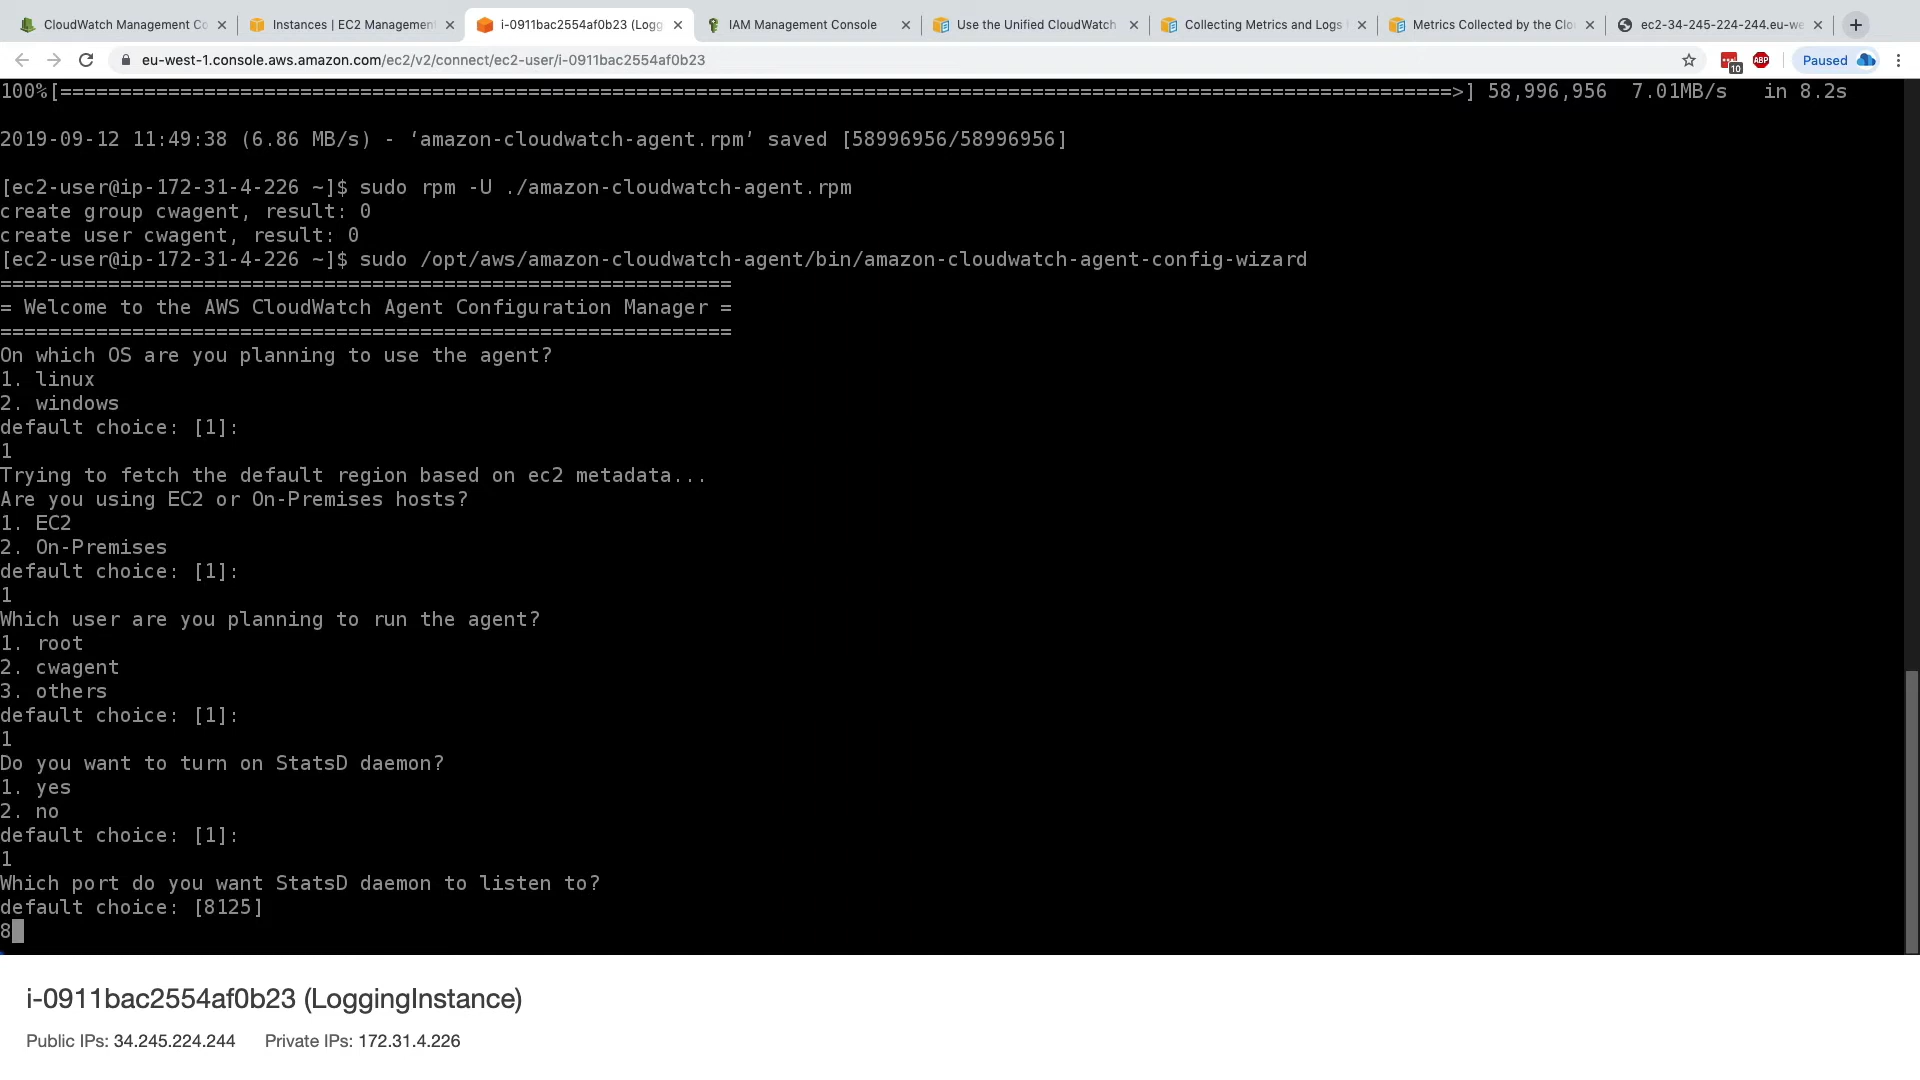 CloudWatch Management Co
Instances | EC2 Management
i-0911bac2554af0b23 (Logg
IAM Management Console
Use the Unified CloudWatch
Collecting Metrics and Logs
Metrics Collected by the Clo
ec2-34-245-224-244.eu-we
eu-west-1.console.aws.amazon.com/ec2/v2/connect/ec2-user/i-0911bac2554af0b23
10
ABP
Paused
100%[====================================================================================================================>] 58,996,956  7.01MB/s   in 8.2s
2019-09-12 11:49:38 (6.86 MB/s) - ‘amazon-cloudwatch-agent.rpm’ saved [58996956/58996956]
[ec2-user@ip-172-31-4-226 ~]$ sudo rpm -U ./amazon-cloudwatch-agent.rpm
create group cwagent, result: 0
create user cwagent, result: 0
[ec2-user@ip-172-31-4-226 ~]$ sudo /opt/aws/amazon-cloudwatch-agent/bin/amazon-cloudwatch-agent-config-wizard
=============================================================
= Welcome to the AWS CloudWatch Agent Configuration Manager =
=============================================================
On which OS are you planning to use the agent?
1. linux
2. windows
default choice: [1]:
1
Trying to fetch the default region based on ec2 metadata...
Are you using EC2 or On-Premises hosts?
1. EC2
2. On-Premises
default choice: [1]:
1
Which user are you planning to run the agent?
1. root
2. cwagent
3. others
default choice: [1]:
1
Do you want to turn on StatsD daemon?
1. yes
2. no
default choice: [1]:
1
Which port do you want StatsD daemon to listen to?
default choice: [8125]
8
i-0911bac2554af0b23 (LoggingInstance)
Public IPs: 34.245.224.244 Private IPs: 172.31.4.226